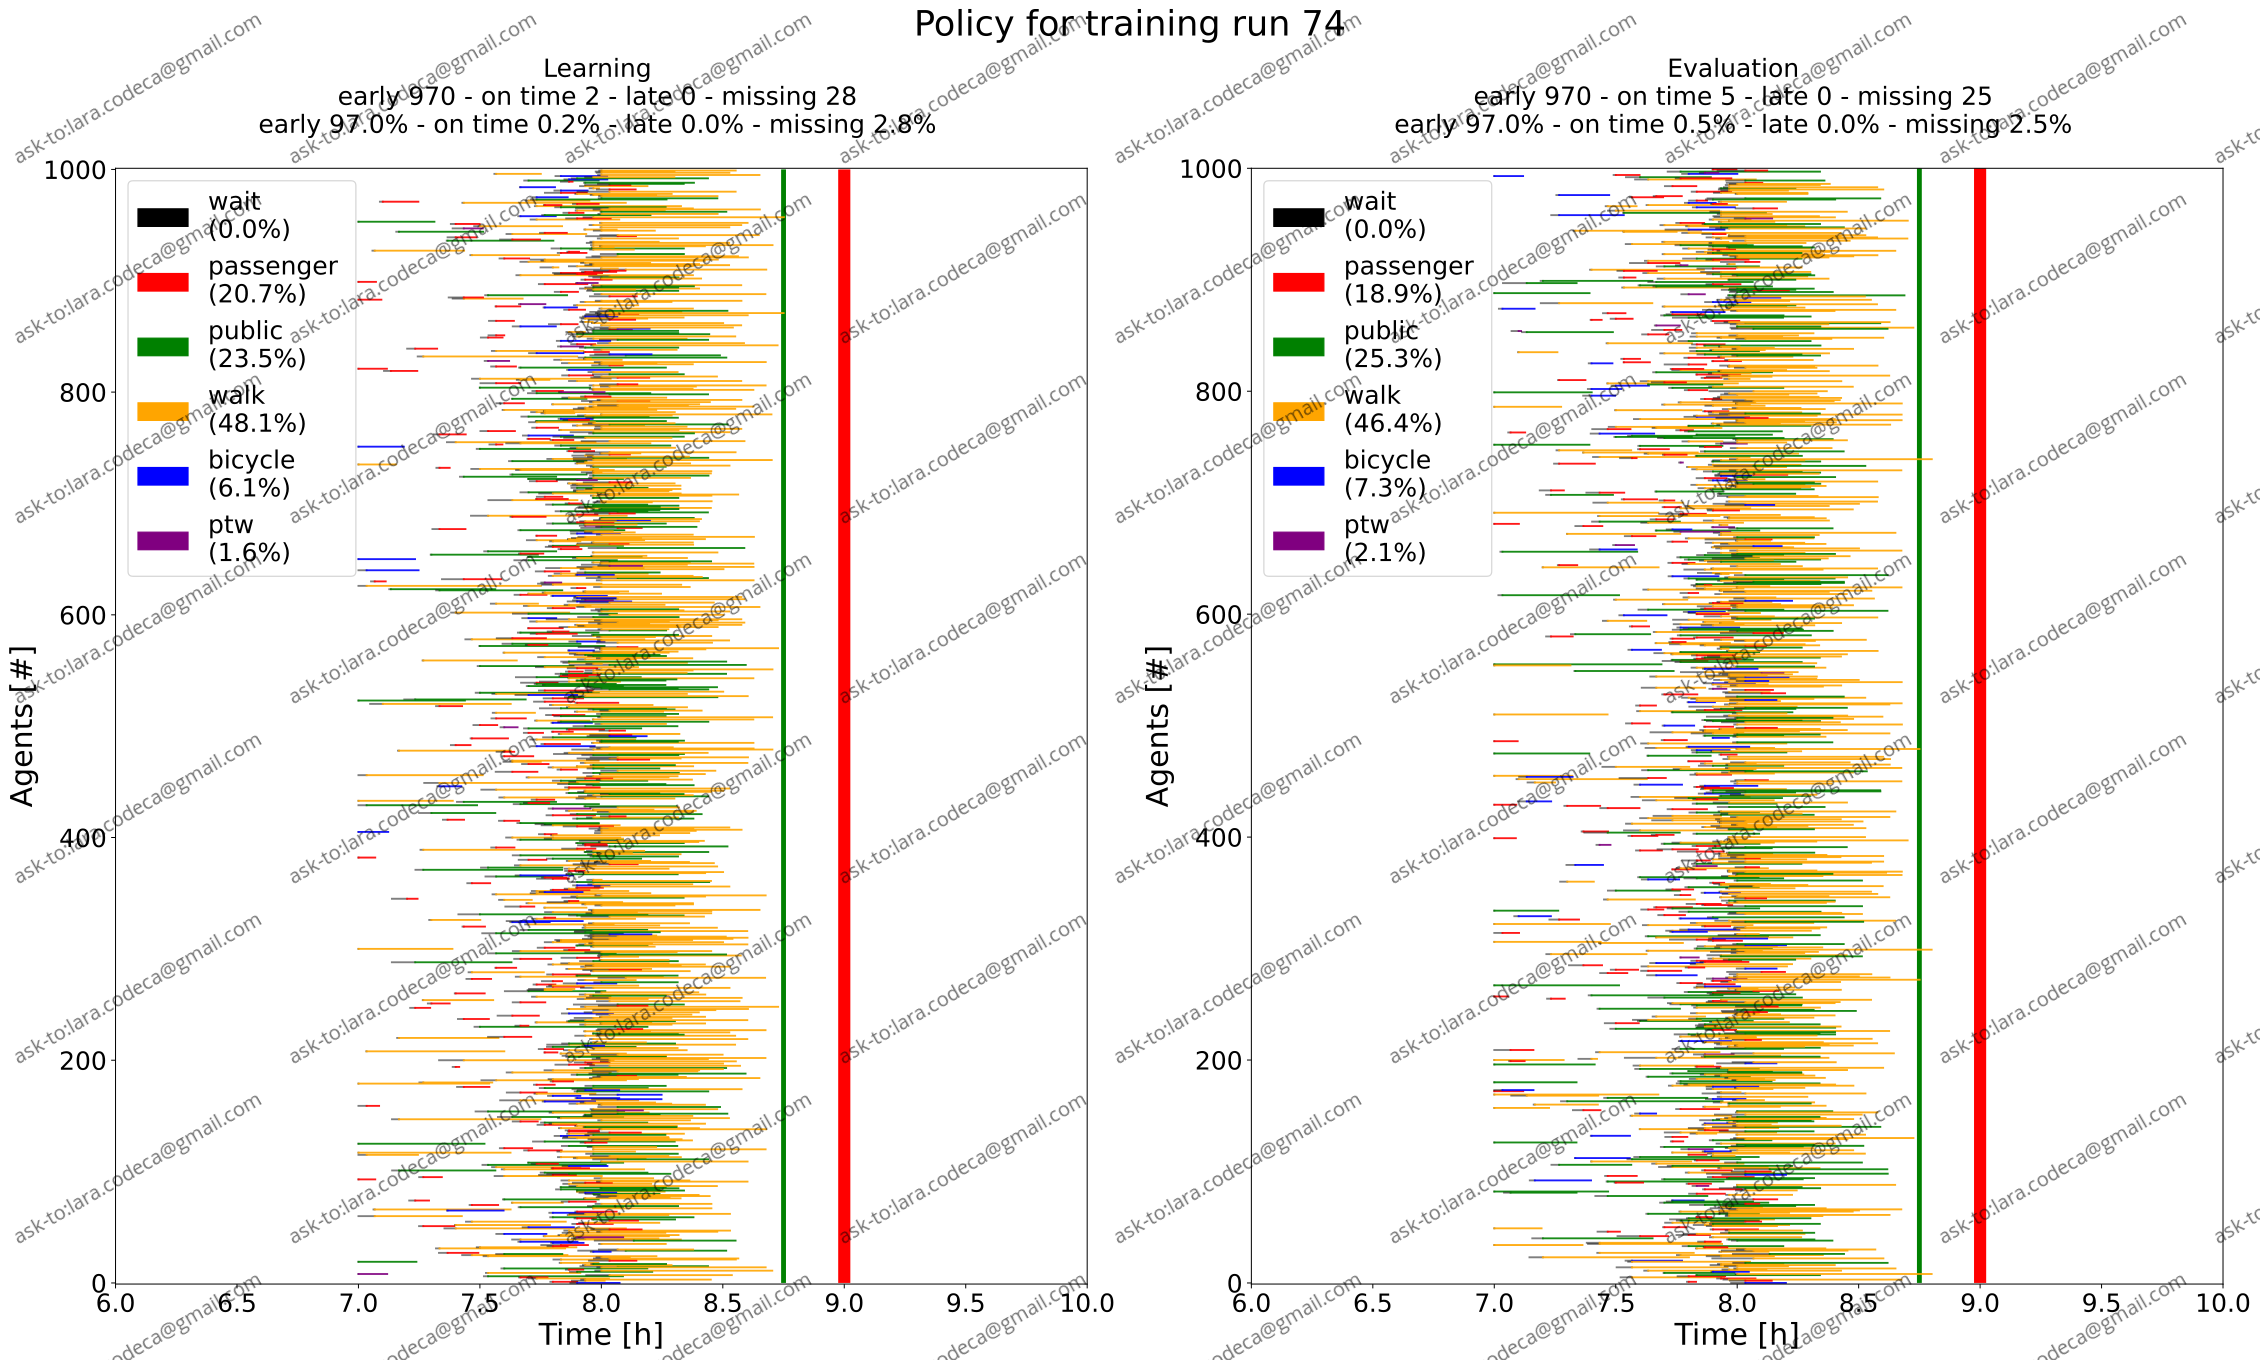 Policy for training run 74
Learning
early 970 - on time 2 - late 0 - missing 28
early 97.0% - on time 0.2% - late 0.0% - missing 2.8%
1000
800
600
400
200
0
Agents [#]
wait
(0.0%)
passenger
(20.7%)
public
(23.5%)
walk
(48.1%)
bicycle
(6.1%)
ptw
(1.6%)
6.0 6.5 7.0 7.5 8.0 8.5 9.0 9.5 10.0
Time [h]
Evaluation
early 970 - on time 5 - late 0 - missing 25
early 97.0% - on time 0.5% - late 0.0% - missing 2.5%
1000
800
600
400
200
0
Agents [#]
wait
(0.0%)
passenger
(18.9%)
public
(25.3%)
walk
(46.4%)
bicycle
(7.3%)
ptw
(2.1%)
6.0 6.5 7.0 7.5 8.0 8.5 9.0 9.5 10.0
Time [h]
ask-to:lara.codeca@gmail.com